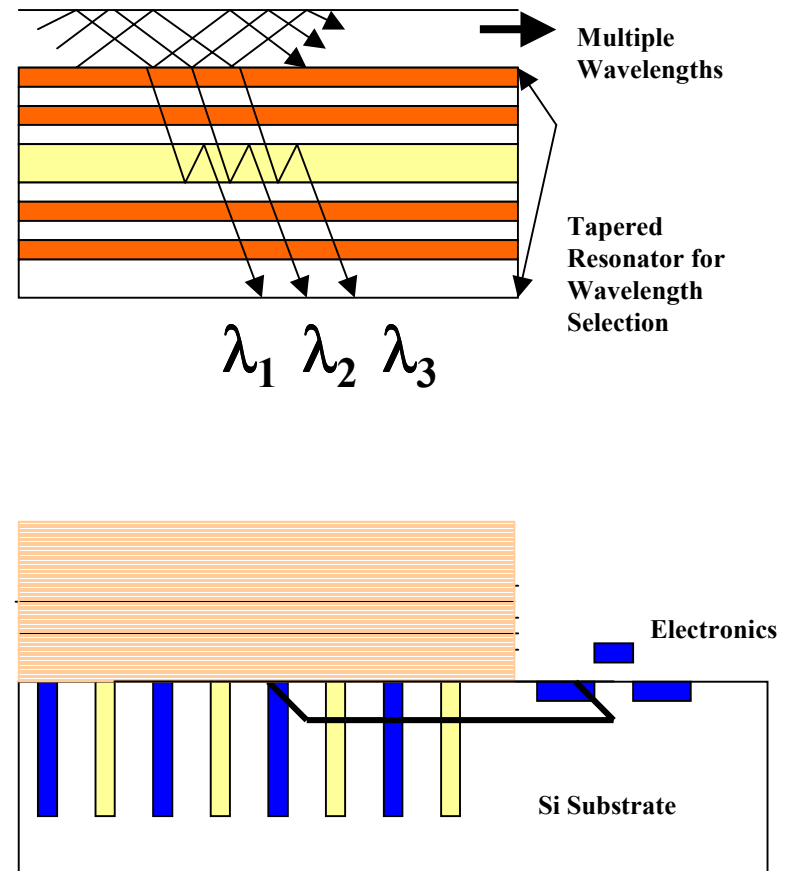 Multiple
Wavelengths
Tapered
Resonator for
Wavelength
Selection
λ1 λ2 λ3
Electronics
Si Substrate